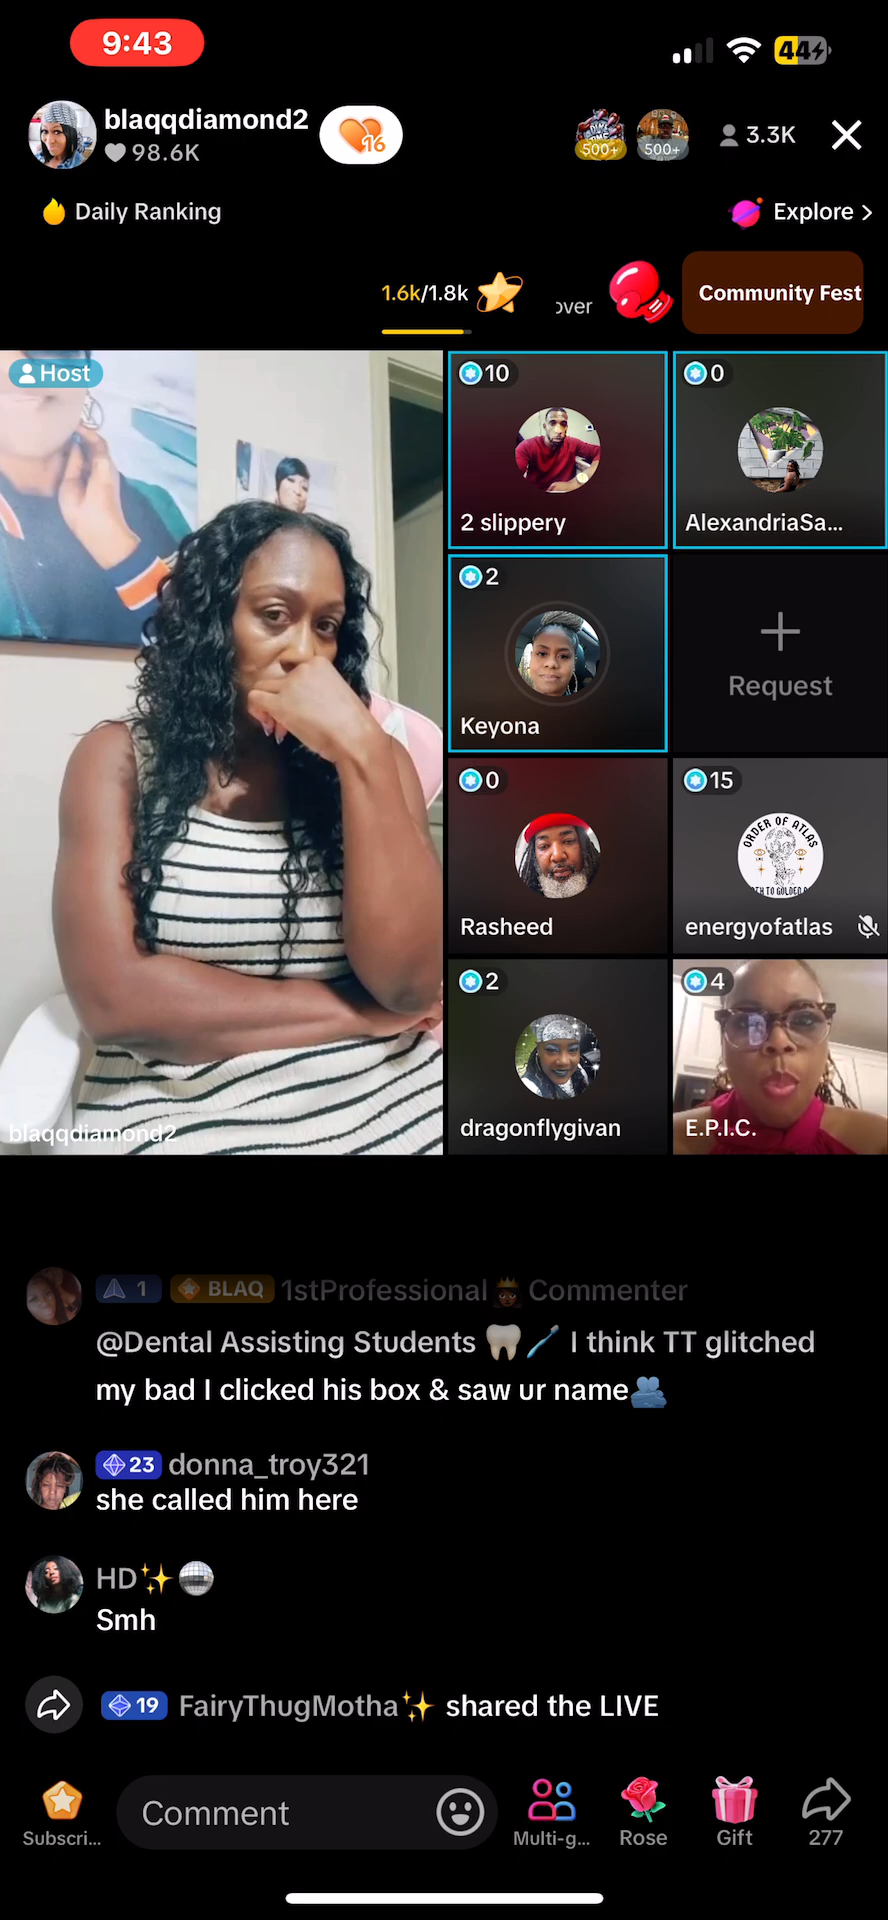 9:43
44
blaqqdiamond2
98.6K
16
500+
500+
3.3K
Daily Ranking
Explore >
1.6k/1.8k
over
Community Fest
Host
10
0
2 slippery
AlexandriaSa...
2
Request
Keyona
0
15
ORDER OF ATLAS
Rasheed
energyofatlas
2
4
blaqqdiamond2
dragonflygivan
E.P.I.C.
1 BLAQ 1stProfessional Commenter
@Dental Assisting Students 🦷🪥 I think TT glitched
my bad I clicked his box & saw ur name🫂
23 donna_troy321
she called him here
HD✨🪩
Smh
19 FairyThugMotha✨ shared the LIVE
Comment
Subscri...
Multi-g...
Rose
Gift
277